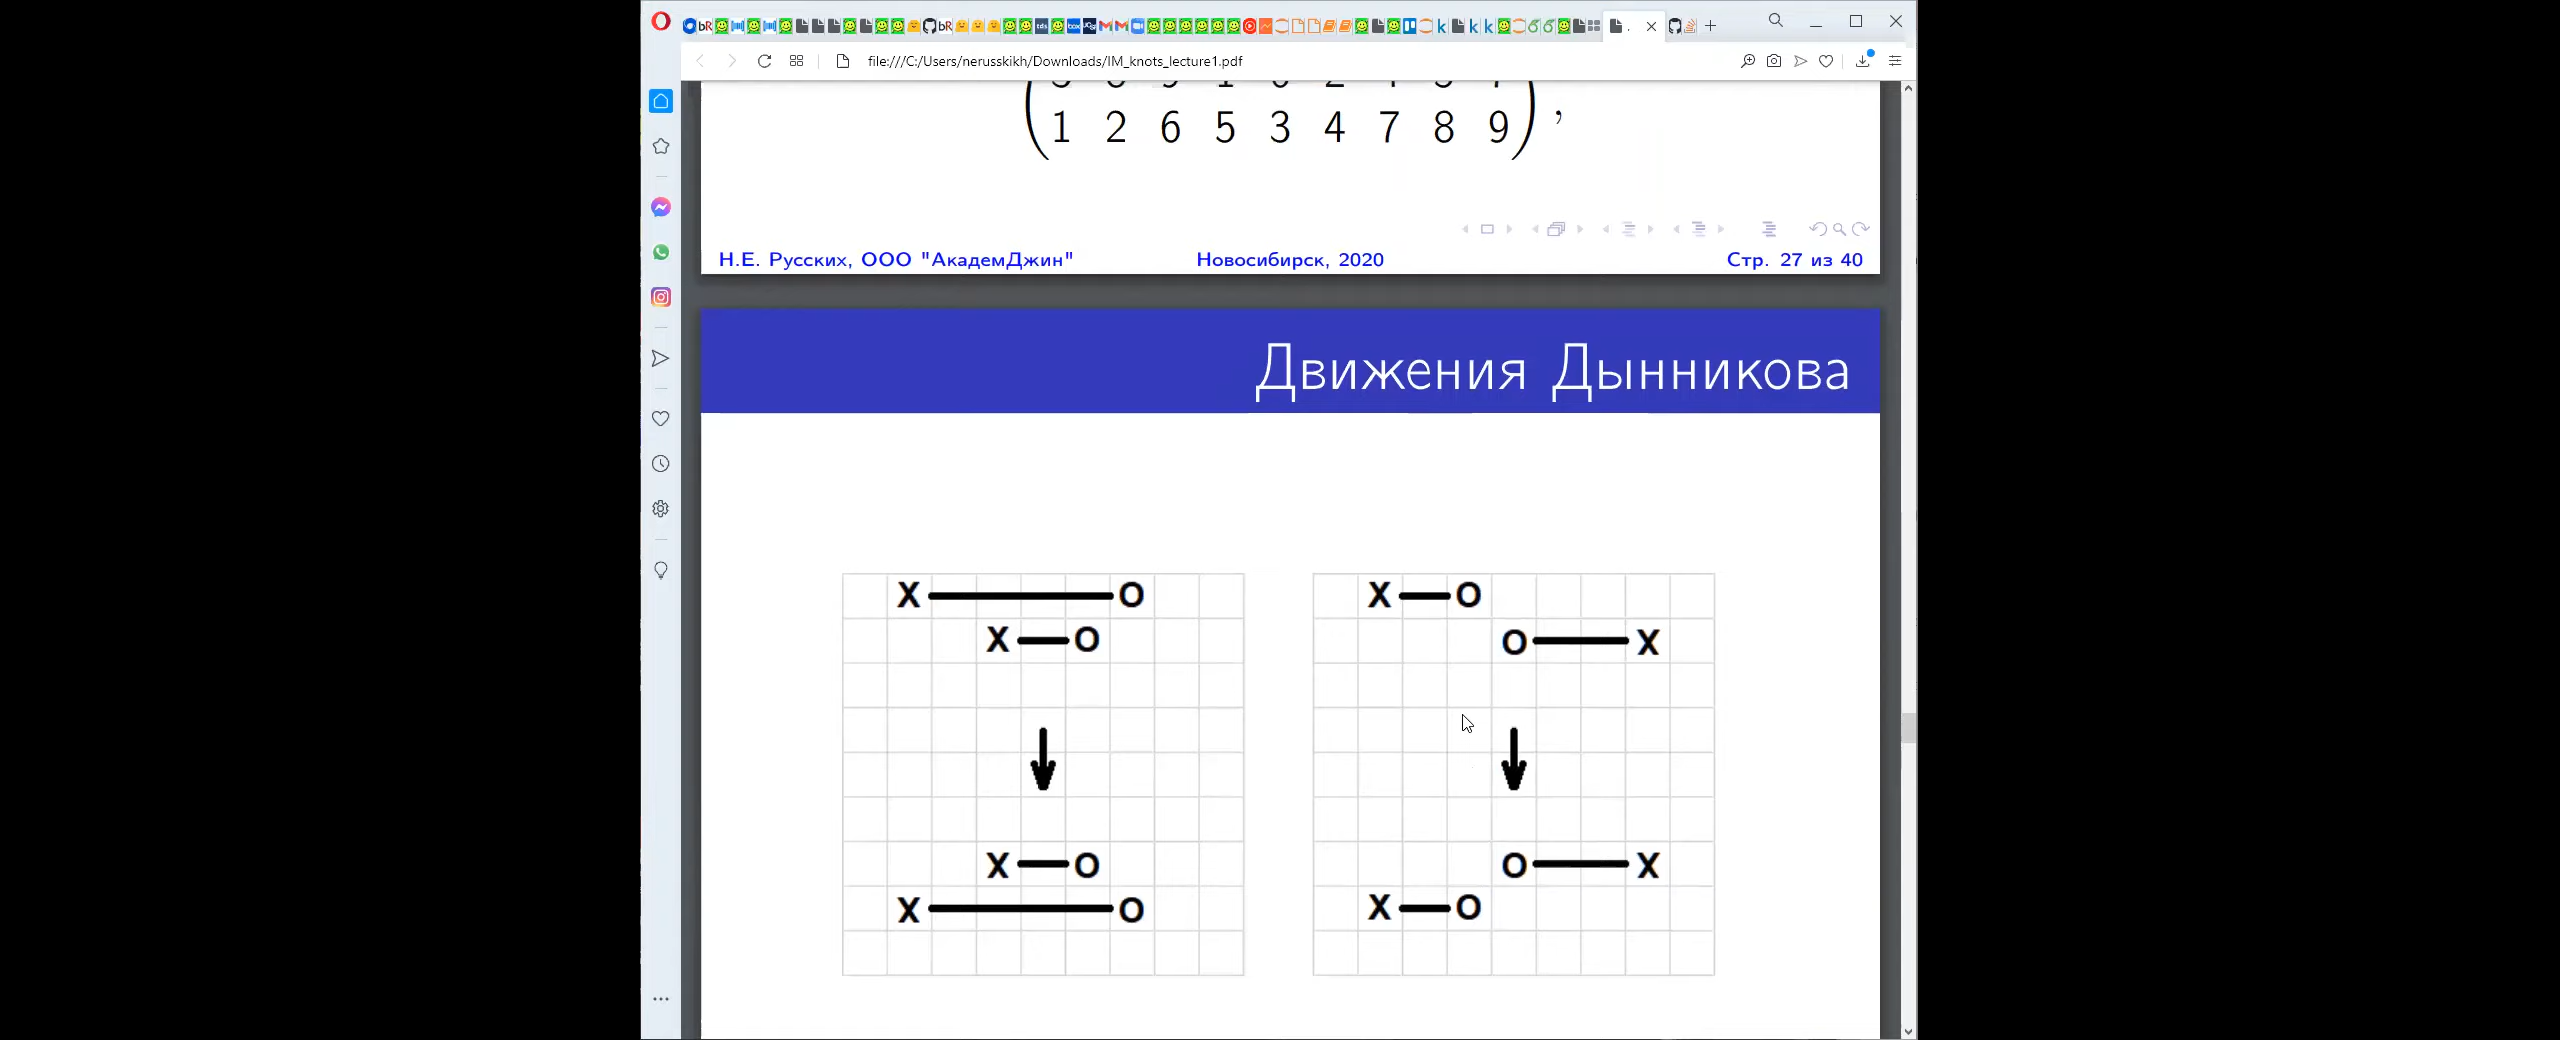 file:///C:/Users/nerusskikh/Downloads/IM_knots_lecture1.pdf
1 2 6 5 3 4 7 8 9 ,
Н.Е. Русских, ООО "АкадемДжин" Новосибирск, 2020 Стр. 27 из 40
Движения Дынникова
X O X O
X O O X
X O O X
X O X O